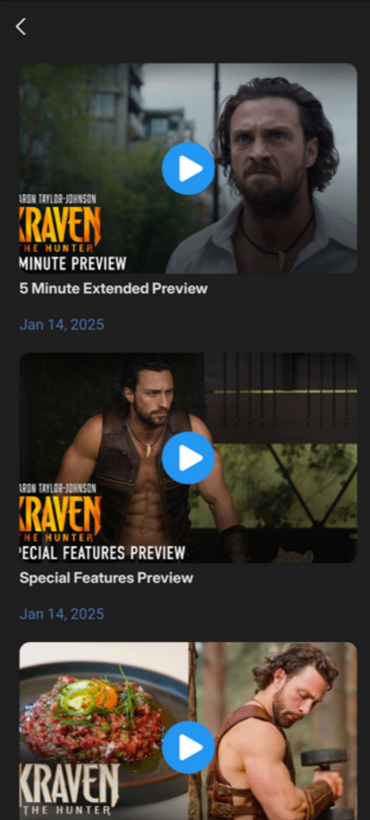 ARON TAYLOR-JOHNSON
KRAVEN
THE HUNTER
MINUTE PREVIEW
5 Minute Extended Preview
Jan 14, 2025
ARON TAYLOR-JOHNSON
KRAVEN
THE HUNTER
PECIAL FEATURES PREVIEW
Special Features Preview
Jan 14, 2025
KRAVEN
THE HUNTER